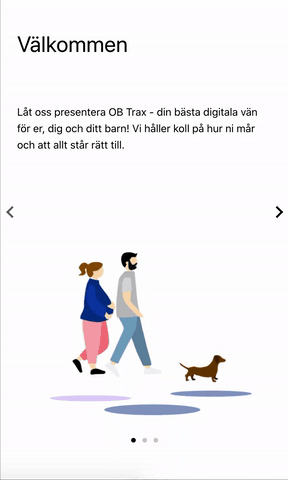 Välkommen
Låt oss presentera OB Trax - din bästa digitala vän
för er, dig och ditt barn! Vi håller koll på hur ni mår
och att allt står rätt till.